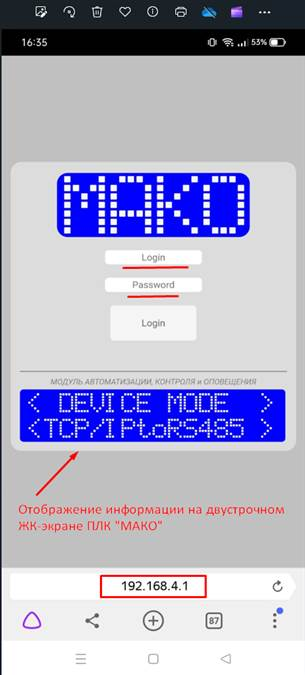 16:35
53%
МАКО
Login
Password
Login
МОДУЛЬ АВТОМАТИЗАЦИИ, КОНТРОЛЯ и ОПОВЕЩЕНИЯ
< DEVICE MODE >
<TCP/IPtoRS485 >
Отображение информации на двустрочном
ЖК-экране ПЛК "МАКО"
192.168.4.1
87